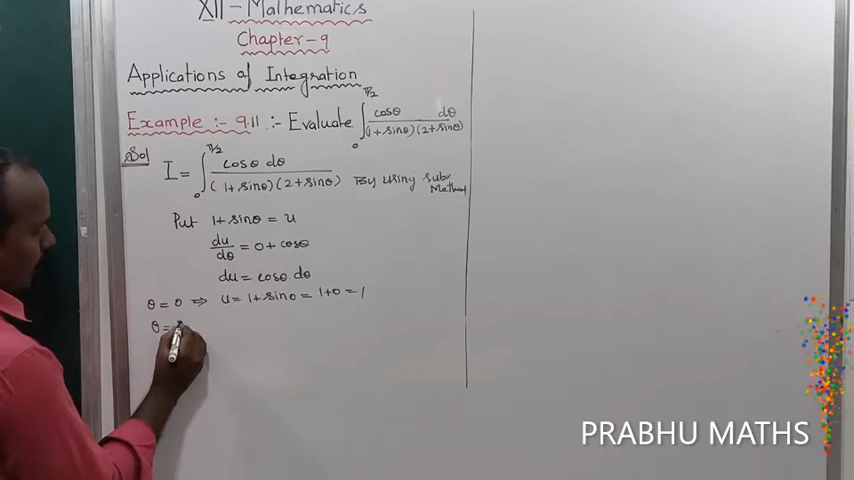 XII - Mathematics
Chapter-9
Applications of Integration
Example :- 9.11 :- Evaluate ∫₀^{π/2} cosθ dθ / (1+sinθ)(2+sinθ)
Sol
I = ∫₀^{π/2} cosθ dθ / (1+sinθ)(2+sinθ) By using subs Method
Put 1+sinθ = u
du/dθ = 0+cosθ
du = cosθ.dθ
θ = 0 ⇒ u = 1+sin0 = 1+0 = 1
θ =
PRABHU MATHS